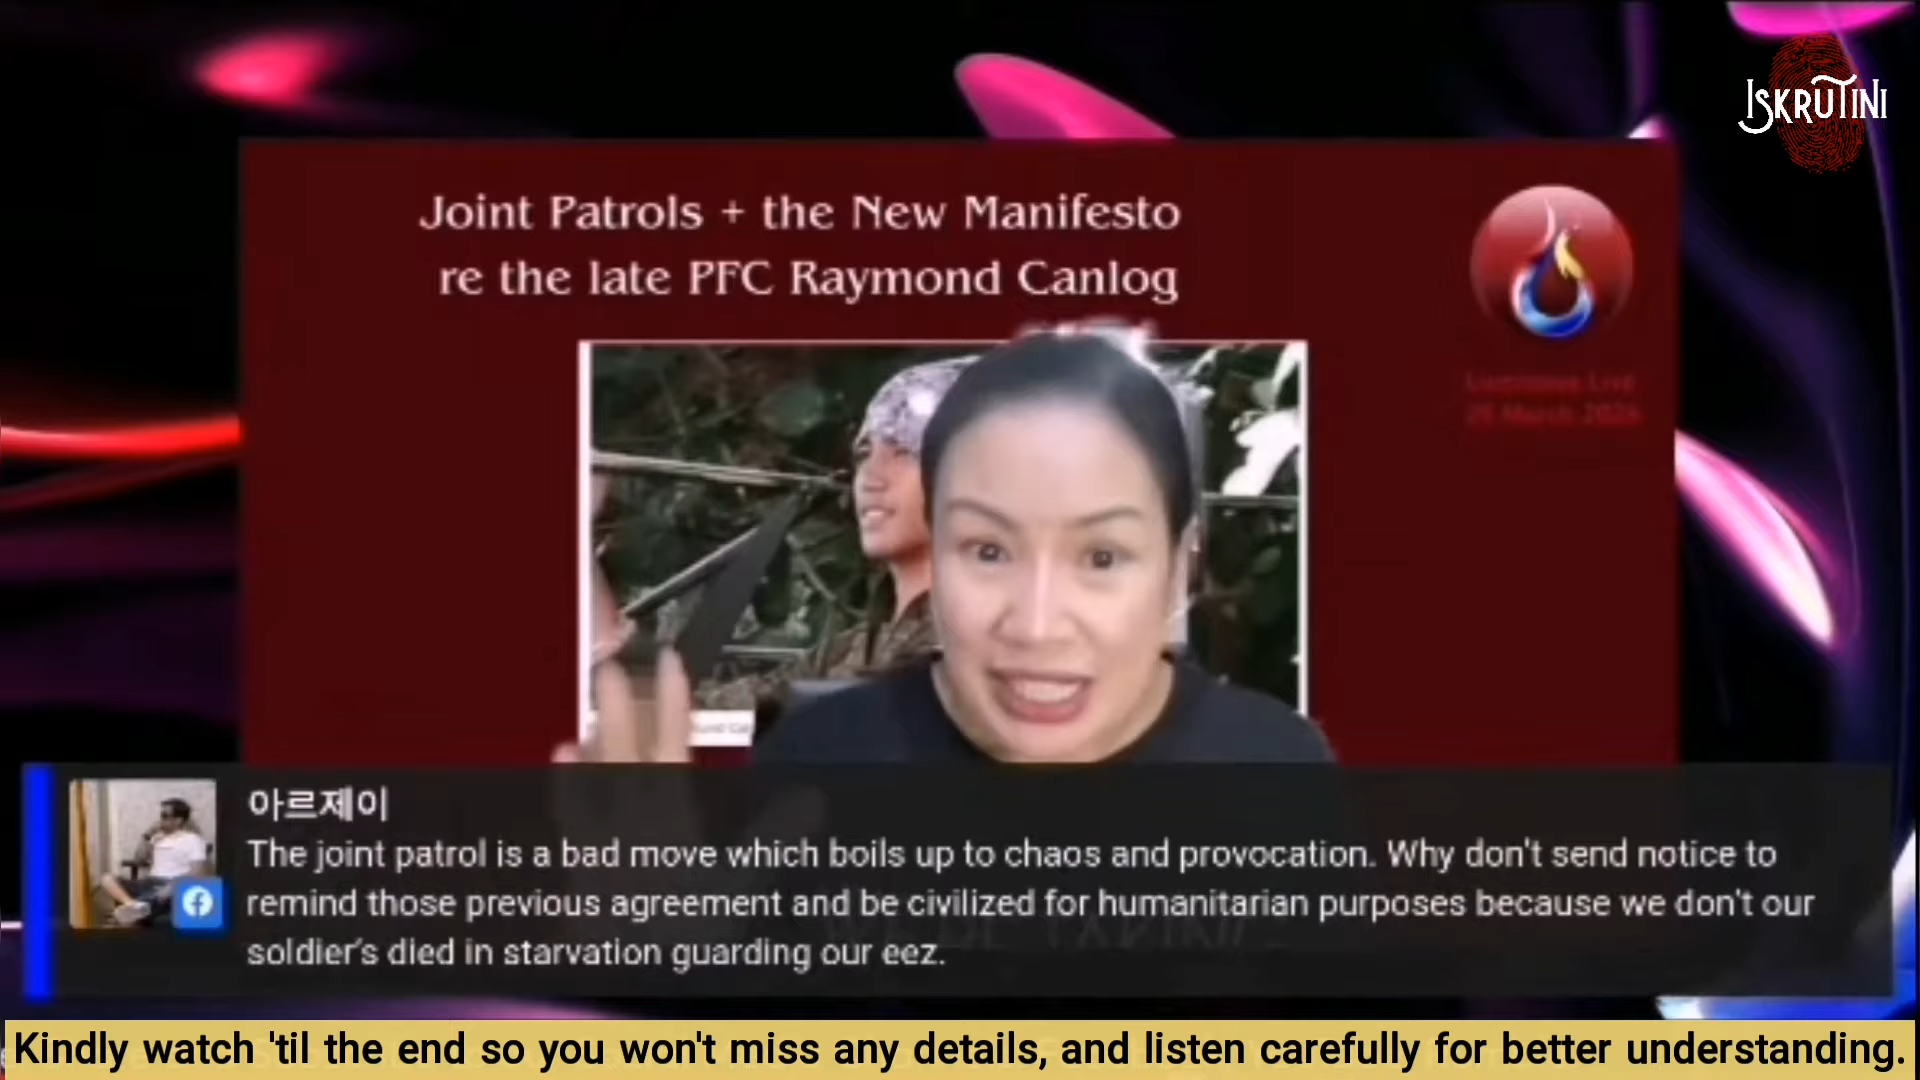 ISKRUTINI
Joint Patrols + the New Manifesto
re the late PFC Raymond Canlog
Luminous Live
아르제이
The joint patrol is a bad move which boils up to chaos and provocation. Why don't send notice to
remind those previous agreement and be civilized for humanitarian purposes because we don't our
soldier's died in starvation guarding our eez.
Kindly watch 'til the end so you won't miss any details, and listen carefully for better understanding.